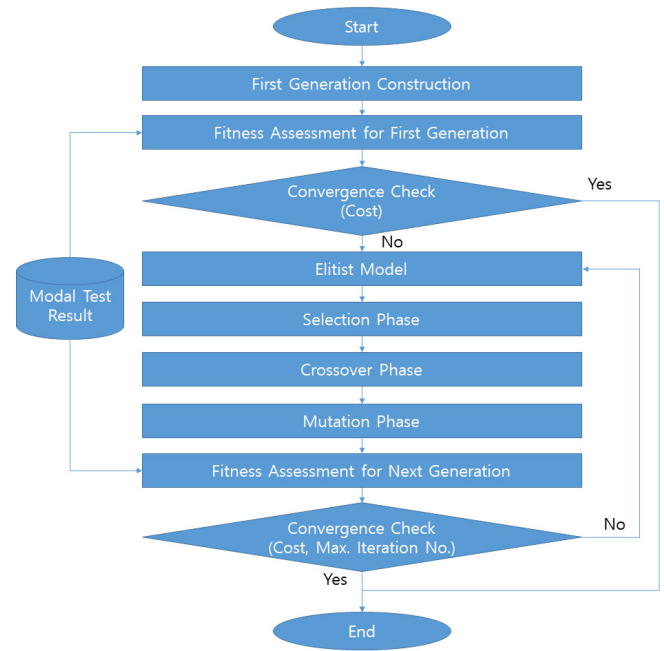 Start
First Generation Construction
Fitness Assessment for First Generation
Convergence Check
(Cost)
Yes
No
Elitist Model
Modal Test
Result
Selection Phase
Crossover Phase
Mutation Phase
Fitness Assessment for Next Generation
Convergence Check
(Cost, Max. Iteration No.)
No
Yes
End